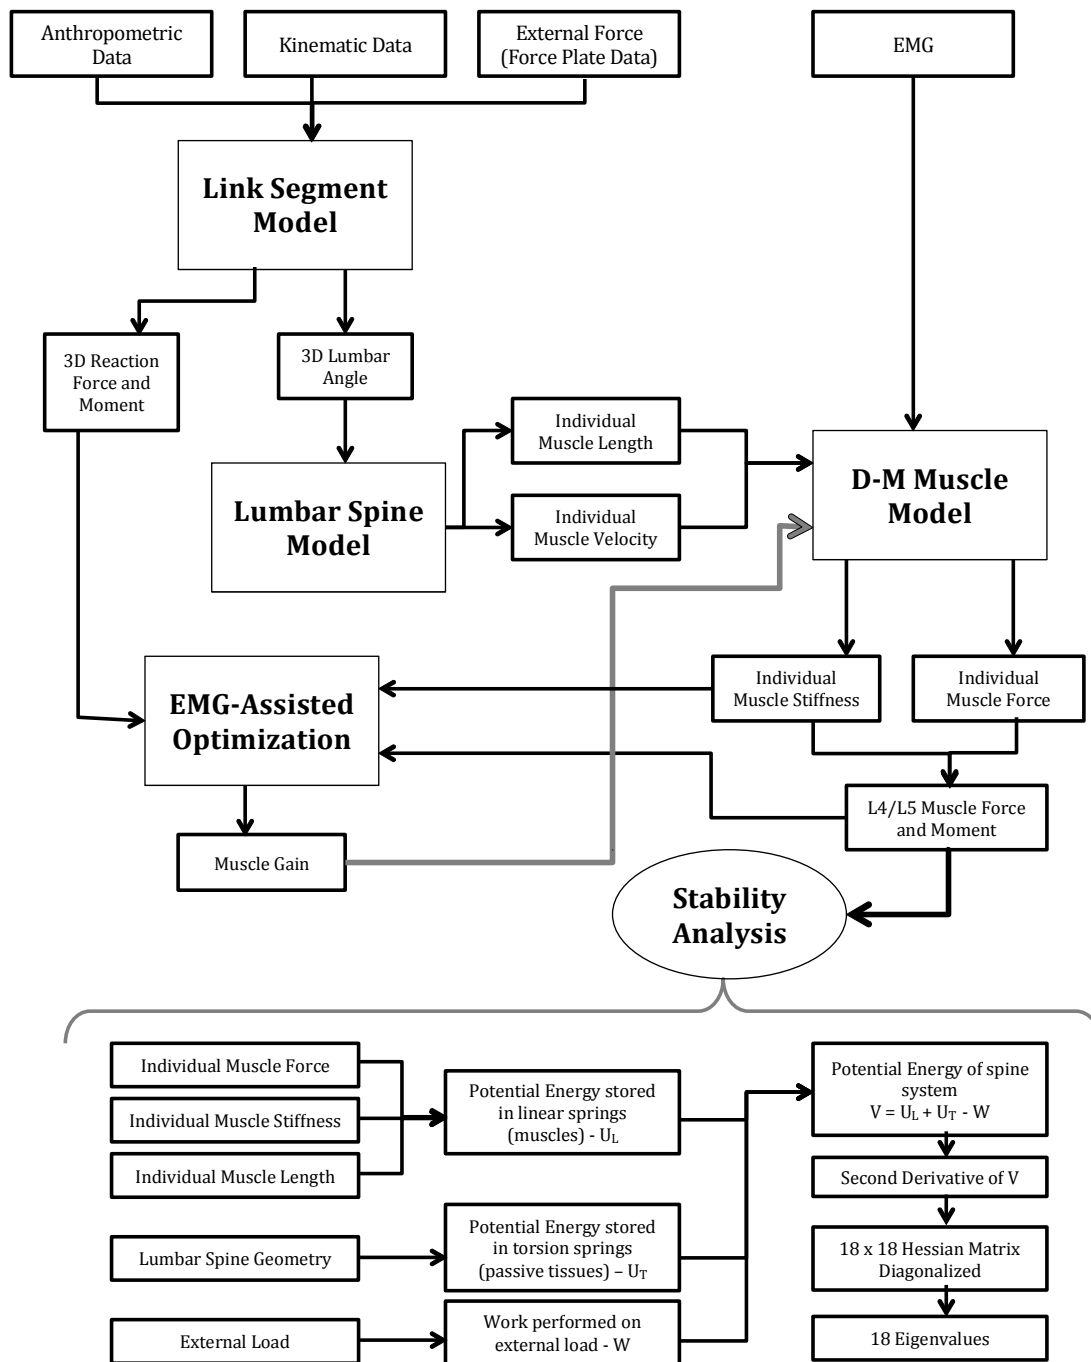 Anthropometric
Data
Kinematic Data
External Force
(Force Plate Data)
EMG
Link Segment
Model
3D Reaction
Force and
Moment
3D Lumbar
Angle
Individual
Muscle Length
Lumbar Spine
Model
Individual
Muscle Velocity
D-M Muscle
Model
EMG-Assisted
Optimization
Individual
Muscle Stiffness
Individual
Muscle Force
L4/L5 Muscle Force
and Moment
Muscle Gain
Stability
Analysis
Individual Muscle Force
Individual Muscle Stiffness
Individual Muscle Length
Potential Energy stored
in linear springs
(muscles) - UL
Potential Energy of spine
system
V = UL + UT - W
Second Derivative of V
Lumbar Spine Geometry
Potential Energy stored
in torsion springs
(passive tissues) – UT
18 x 18 Hessian Matrix
Diagonalized
External Load
Work performed on
external load - W
18 Eigenvalues